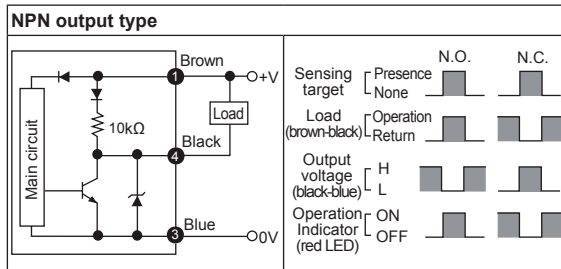 NPN output type
Main circuit
10kΩ
1
Brown
+V
Load
4
Black
3
Blue
0V
N.O.
N.C.
Sensing target
Presence
None
Load
(brown-black)
Operation
Return
Output voltage
(black-blue)
H
L
Operation Indicator
(red LED)
ON
OFF